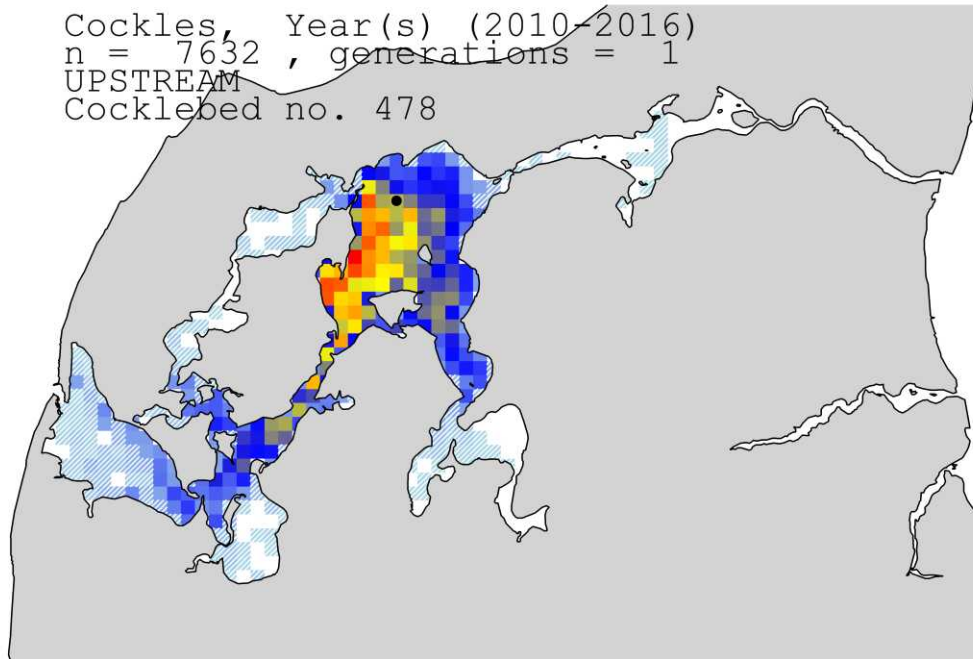 Cockles, Year(s) (2010-2016)
n = 7632 , generations = 1
UPSTREAM
Cocklebed no. 478